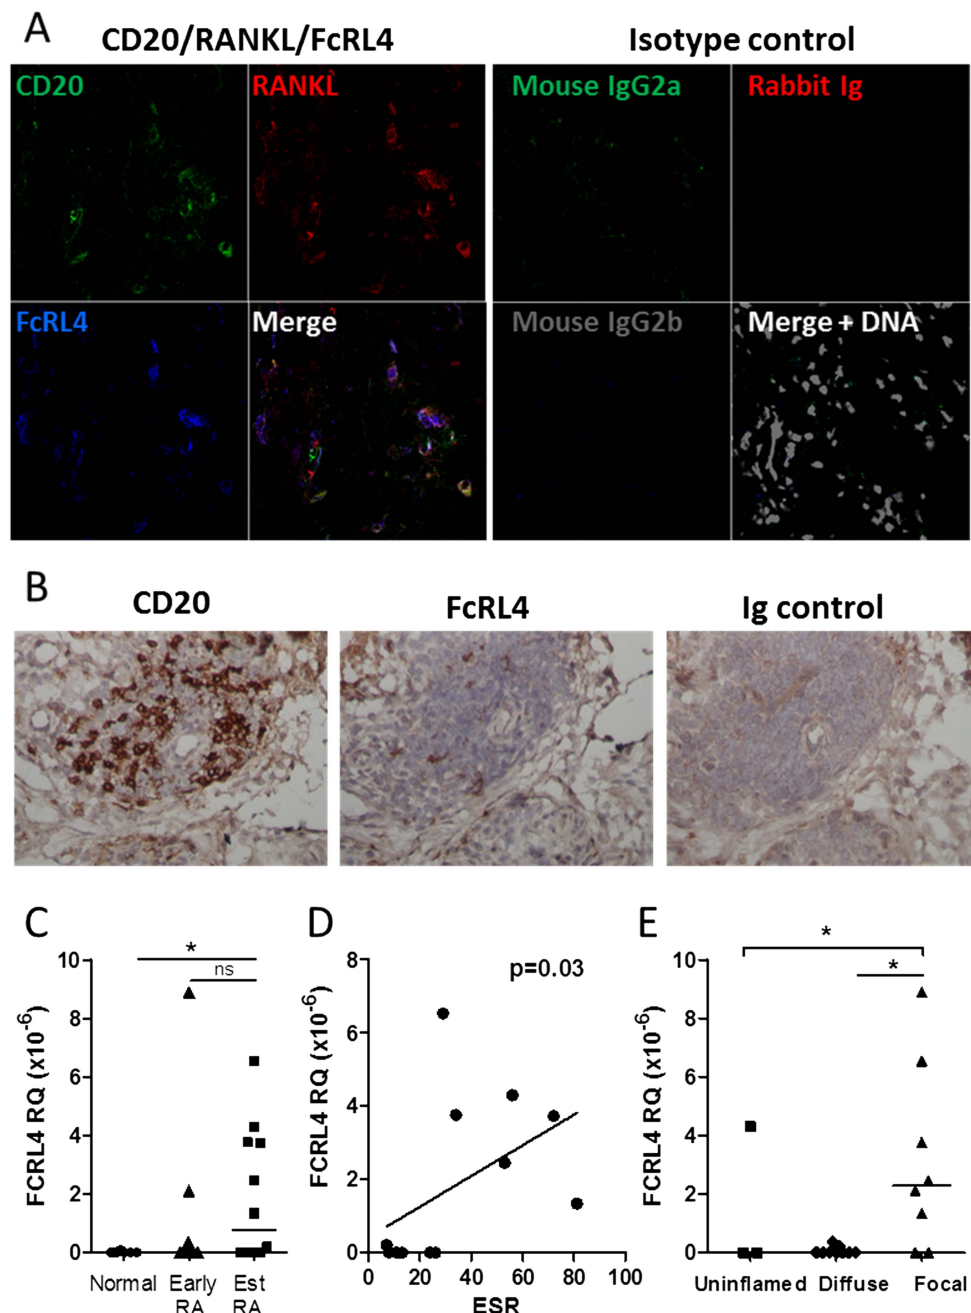 A
CD20/RANKL/FcRL4
Isotype control
CD20
RANKL
Mouse IgG2a
Rabbit Ig
FcRL4
Merge
Mouse IgG2b
Merge + DNA
B
CD20
FcRL4
Ig control
C
FCRL4 RQ (x10-6)
10
8
6
4
2
0
*
ns
Normal
Early
RA
Est
RA
D
FCRL4 RQ (x10-6)
8
6
4
2
0
p=0.03
0
20
40
60
80
100
ESR
E
FCRL4 RQ (x10-6)
10
8
6
4
2
0
*
*
Uninflamed
Diffuse
Focal